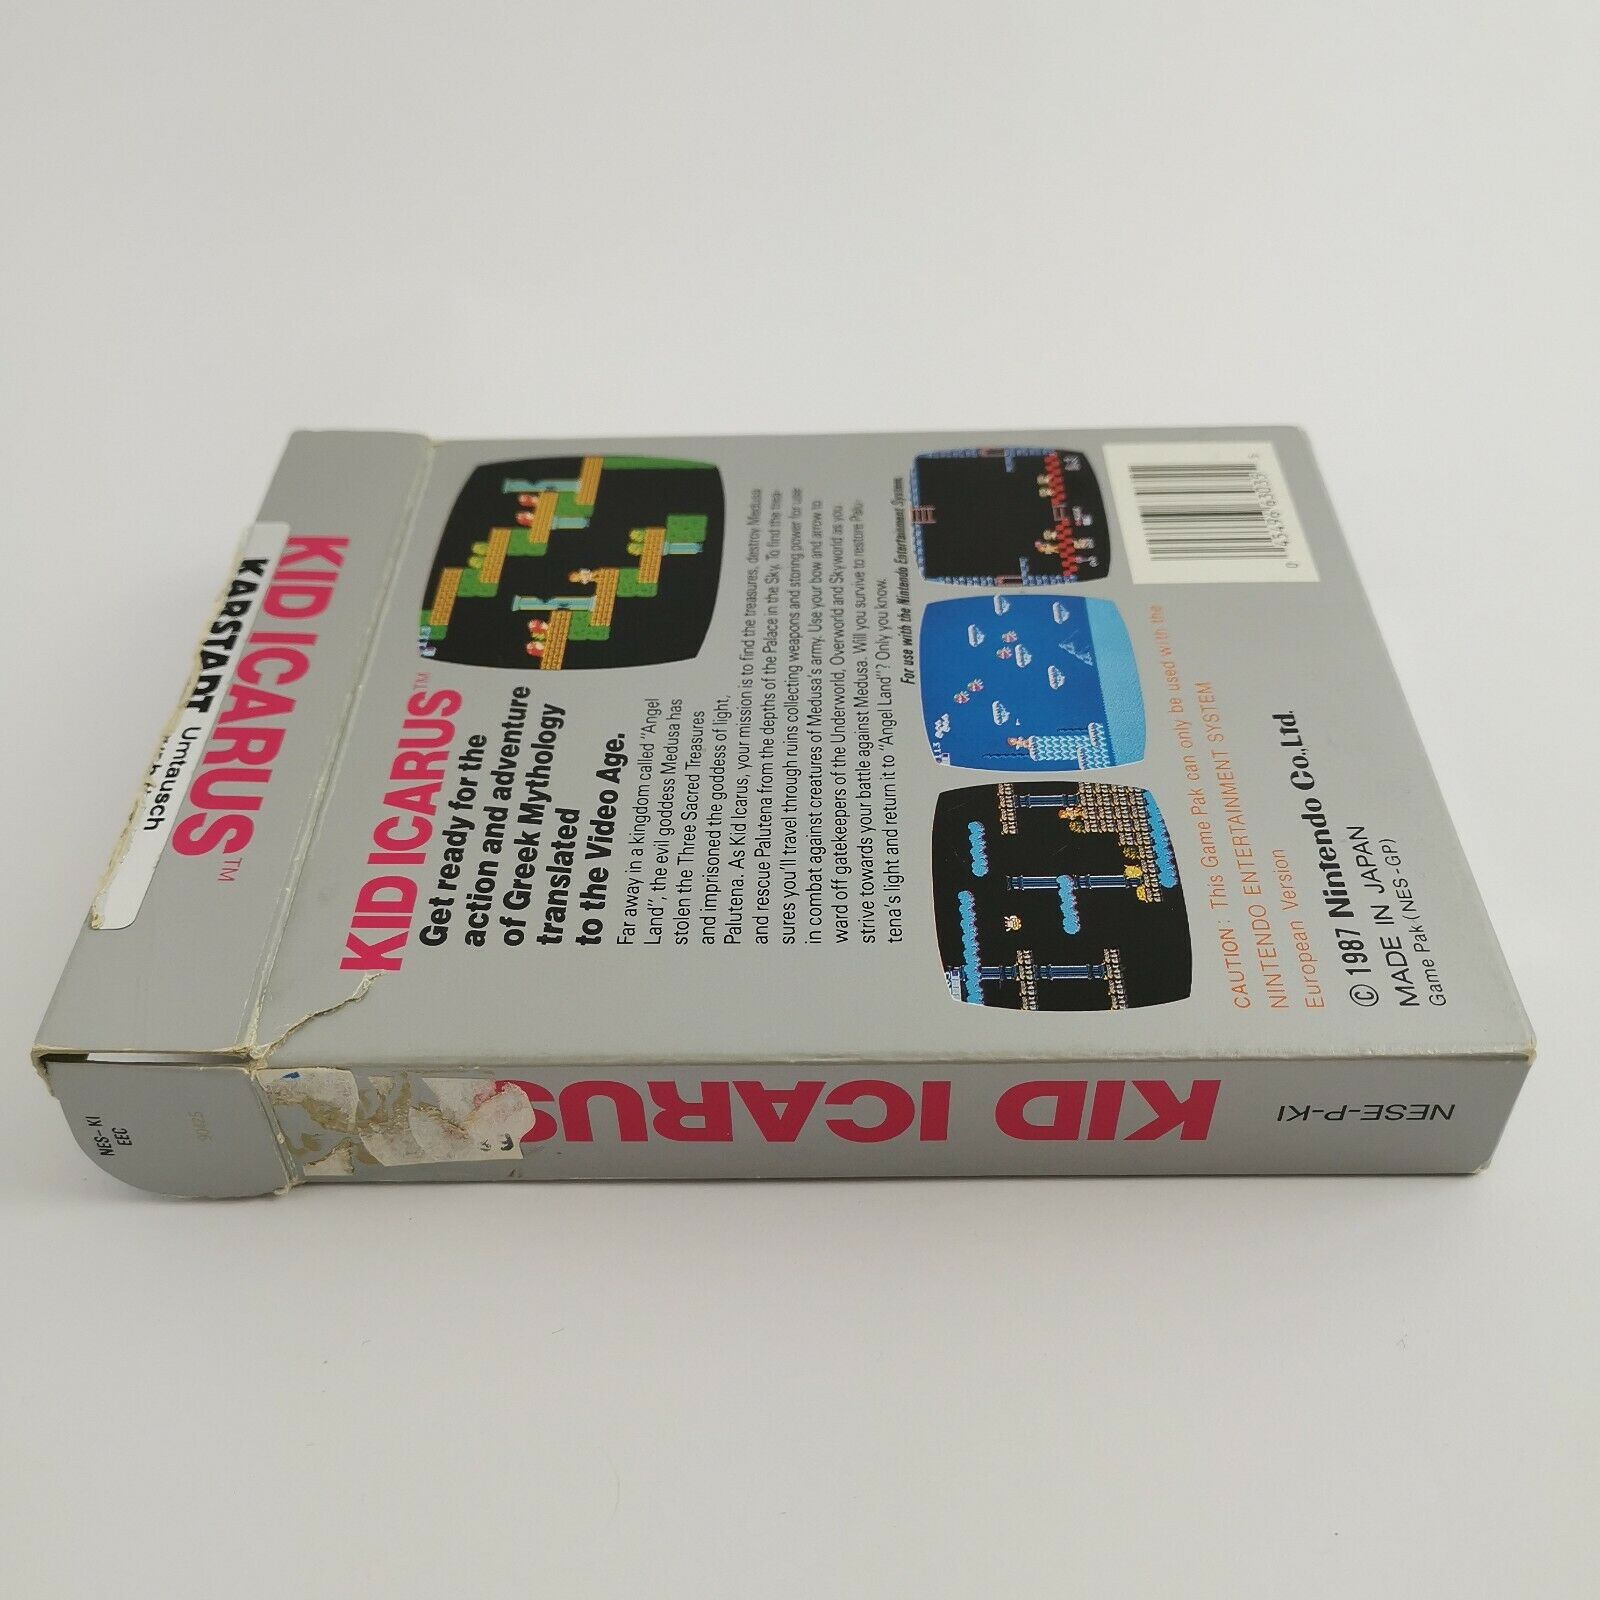 KID ICARUS™
KARSTADT Umtausch
KID ICARUS™
Get ready for the
action and adventure
of Greek Mythology
translated
to the Video Age.
Far away in a kingdom called "Angel
Land", the evil goddess Medusa has
stolen the Three Sacred Treasures
and imprisoned the goddess of light,
Palutena. As Kid Icarus, your mission is to find the treasures, destroy Medusa
and rescue Palutena from the depths of the Palace in the Sky. To find the trea-
sures you'll travel through ruins collecting weapons and storing power for use
in combat against creatures of Medusa's army. Use your bow and arrow to
ward off gatekeepers of the Underworld, Overworld and Skyworld as you
strive towards your battle against Medusa. Will you survive to restore Palu-
tena's light and return it to "Angel Land"? Only you know.
For use with the Nintendo Entertainment System.
CAUTION: This Game Pak can only be used with the
NINTENDO ENTERTAINMENT SYSTEM
European Version
© 1987 Nintendo Co., Ltd.
MADE IN JAPAN
Game Pak (NES-GP)
NES-KI
EEC
KID ICARUS
NESE-P-KI